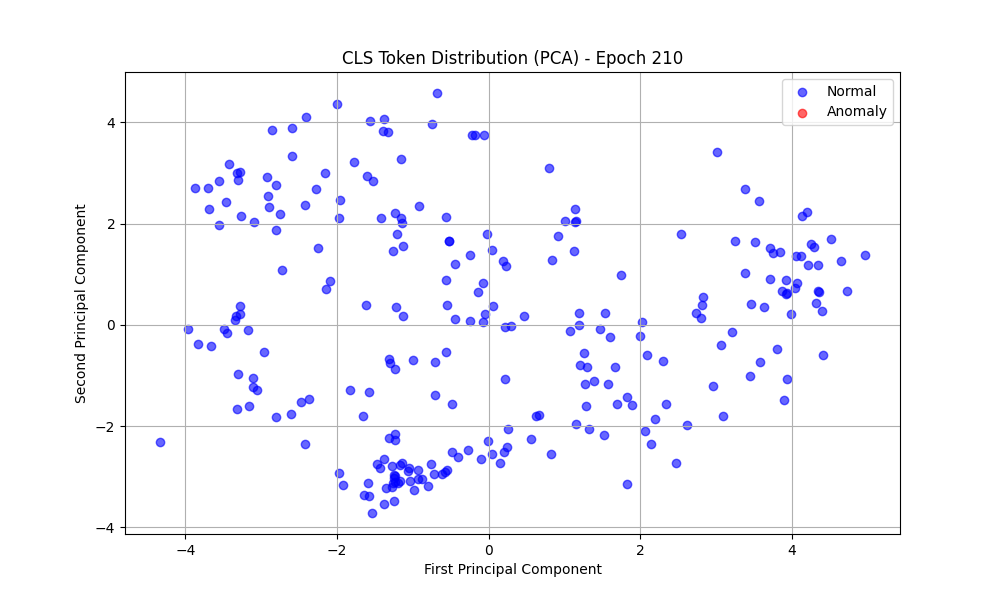 CLS Token Distribution (PCA) - Epoch 210
Normal
Anomaly
Second Principal Component
4
2
0
−2
−4
−4
−2
0
2
4
First Principal Component